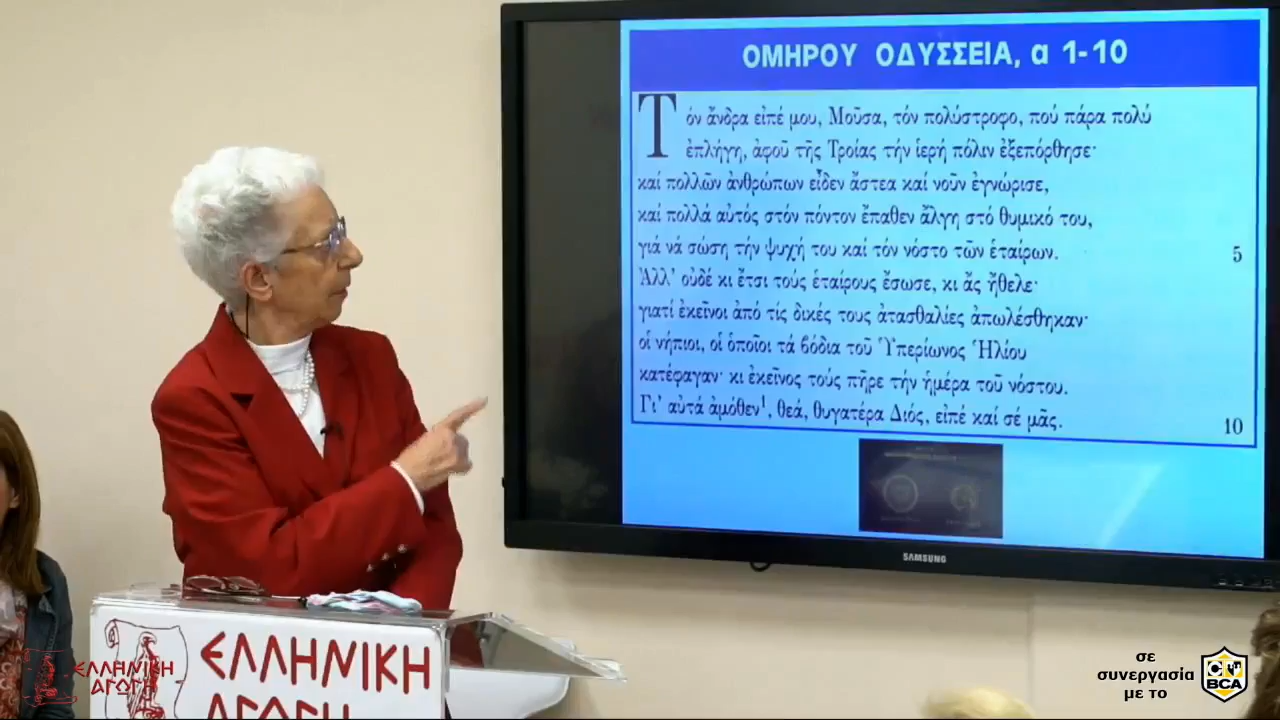 ΟΜΗΡΟΥ ΟΔΥΣΣΕΙΑ, α 1-10
Τόν ἄνδρα εἰπέ μου, Μοῦσα, τόν πολύστροφο, πού πάρα πολύ
ἐπλήγη, ἀφοῦ τῆς Τροίας τήν ἱερή πόλιν ἐξεπόρθησε·
καί πολλῶν ἀνθρώπων εἶδεν ἄστεα καί νοῦν ἐγνώρισε,
καί πολλά αὐτός στόν πόντον ἔπαθεν ἄλγη στό θυμικό του,
γιά νά σώση τήν ψυχή του καί τόν νόστο τῶν ἑταίρων. 5
Ἀλλ' οὐδέ κι ἔτσι τούς ἑταίρους ἔσωσε, κι ἄς ἤθελε·
γιατί ἐκεῖνοι ἀπό τίς δικές τους ἀτασθαλίες ἀπωλέσθηκαν·
οἱ νήπιοι, οἱ ὁποῖοι τά βόδια τοῦ Ὑπερίωνος Ἡλίου
κατέφαγαν· κι ἐκεῖνος τούς πῆρε τήν ἡμέρα τοῦ νόστου.
Γι' αὐτά ἁμόθεν¹, θεά, θυγατέρα Διός, εἰπέ καί σέ μᾶς. 10
SAMSUNG
ΕΛΛΗΝΙΚΗ
ΑΓΩΓΗ
ΕΛΛΗΝΙΚΗ
ΑΓΩΓΗ
σε
συνεργασία
με το
BCA